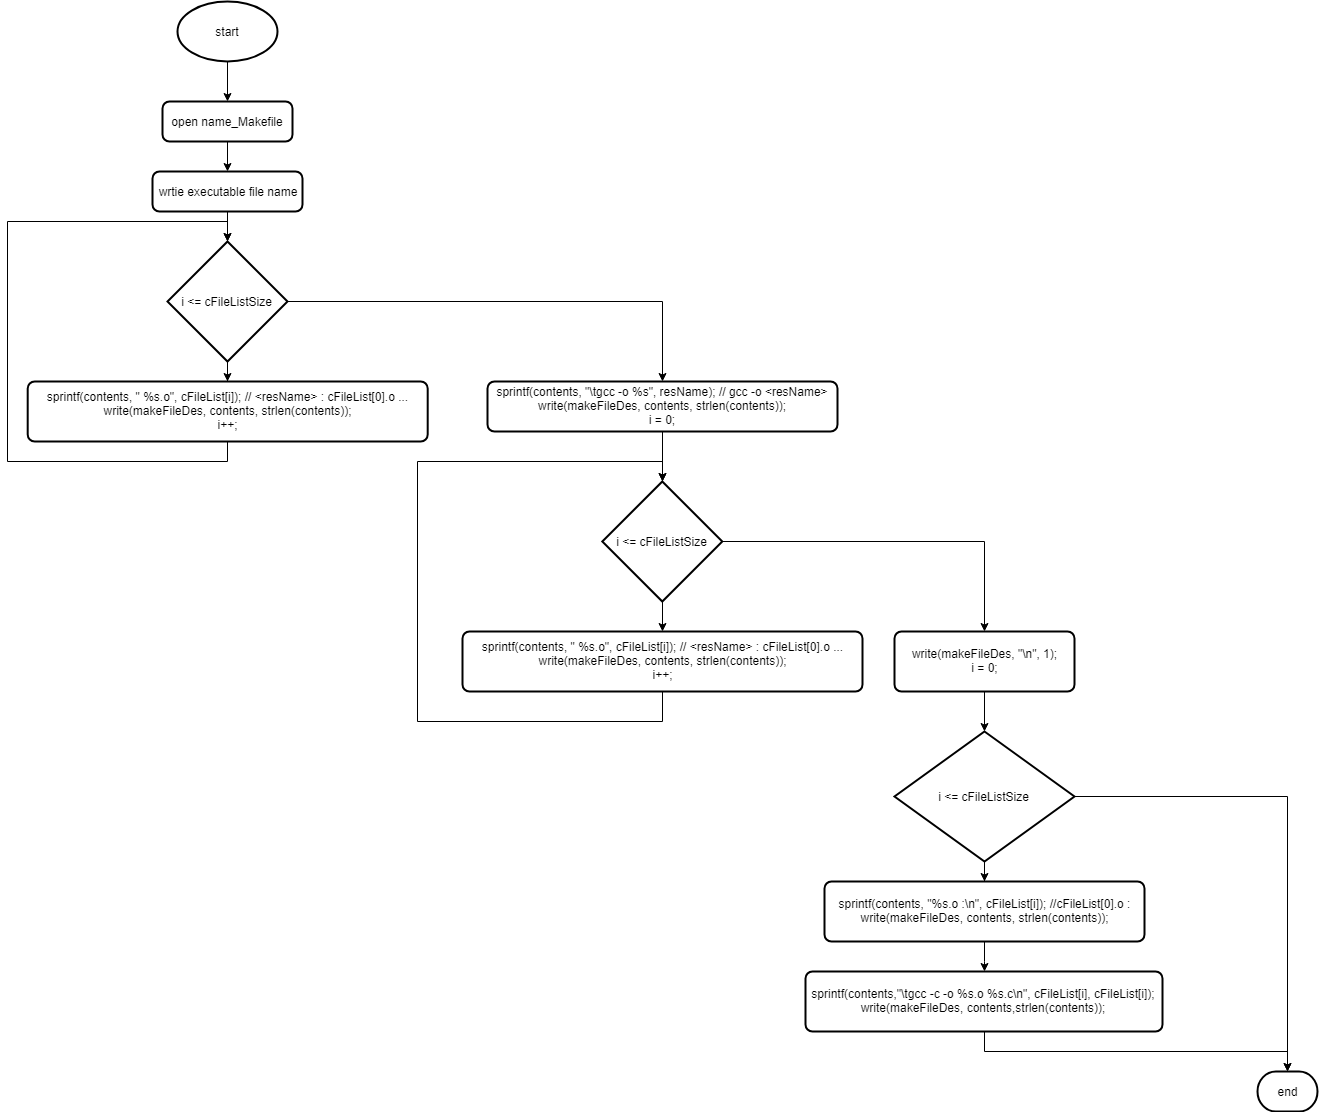 start
open name_Makefile
wrtie executable file name
i <= cFileListSize
sprintf(contents, " %s.o", cFileList[i]); // <resName> : cFileList[0].o ...
write(makeFileDes, contents, strlen(contents));
i++;
sprintf(contents, "\tgcc -o %s", resName); // gcc -o <resName>
write(makeFileDes, contents, strlen(contents));
i = 0;
i <= cFileListSize
sprintf(contents, " %s.o", cFileList[i]); // <resName> : cFileList[0].o ...
write(makeFileDes, contents, strlen(contents));
i++;
write(makeFileDes, "\n", 1);
i = 0;
i <= cFileListSize
sprintf(contents, "%s.o :\n", cFileList[i]); //cFileList[0].o :
write(makeFileDes, contents, strlen(contents));
sprintf(contents,"\tgcc -c -o %s.o %s.c\n", cFileList[i], cFileList[i]);
write(makeFileDes, contents,strlen(contents));
end